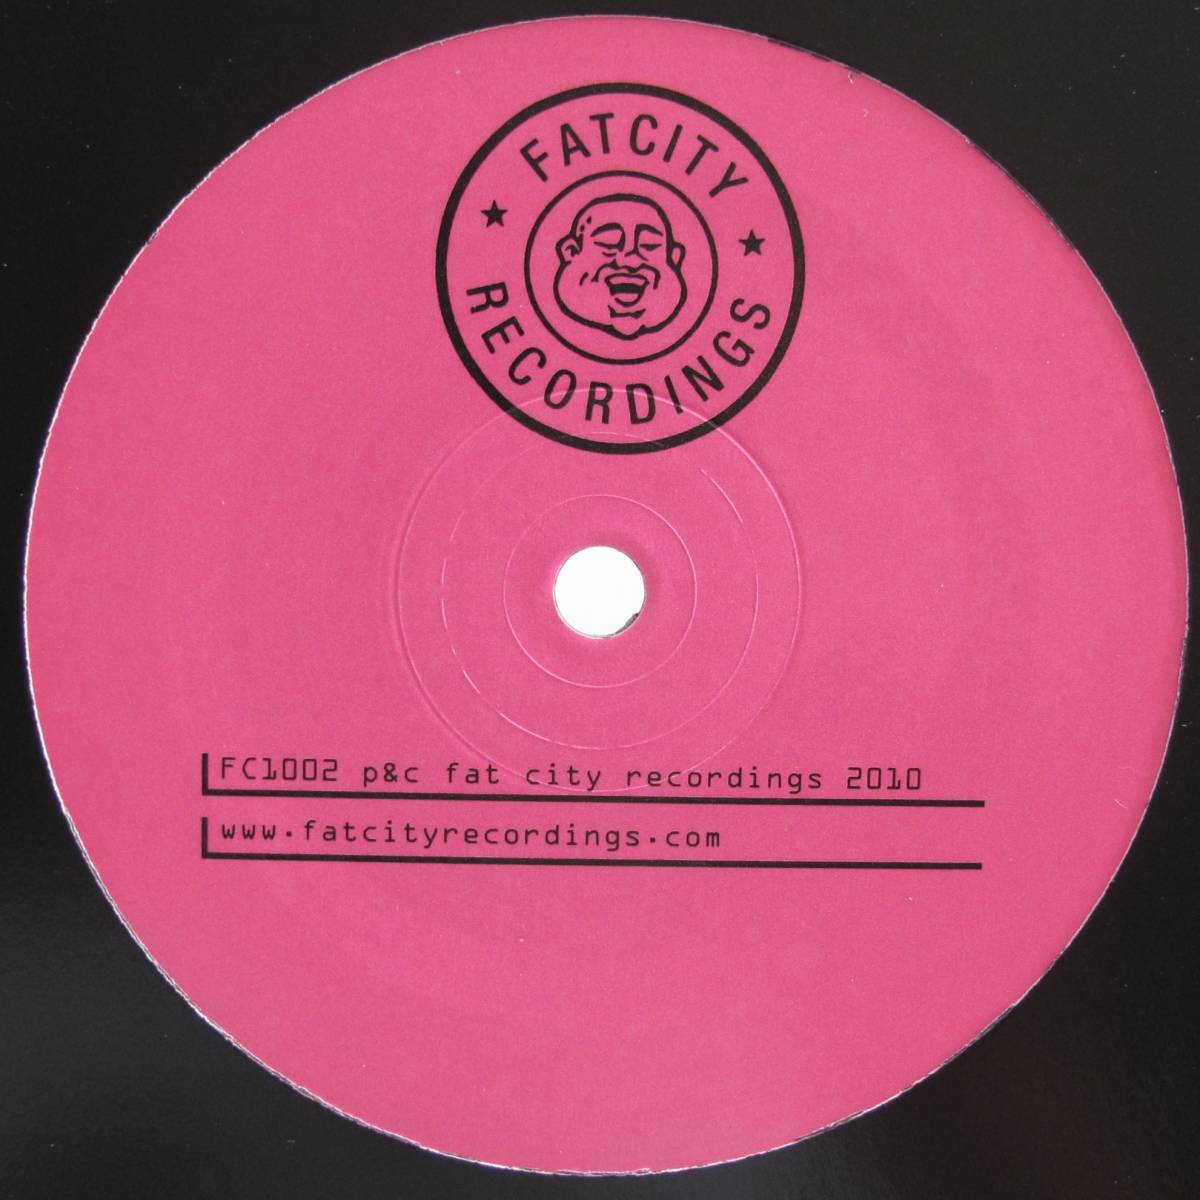 FATCITY
RECORDINGS
FC1002 p&c fat city recordings 2010
www.fatcityrecordings.com